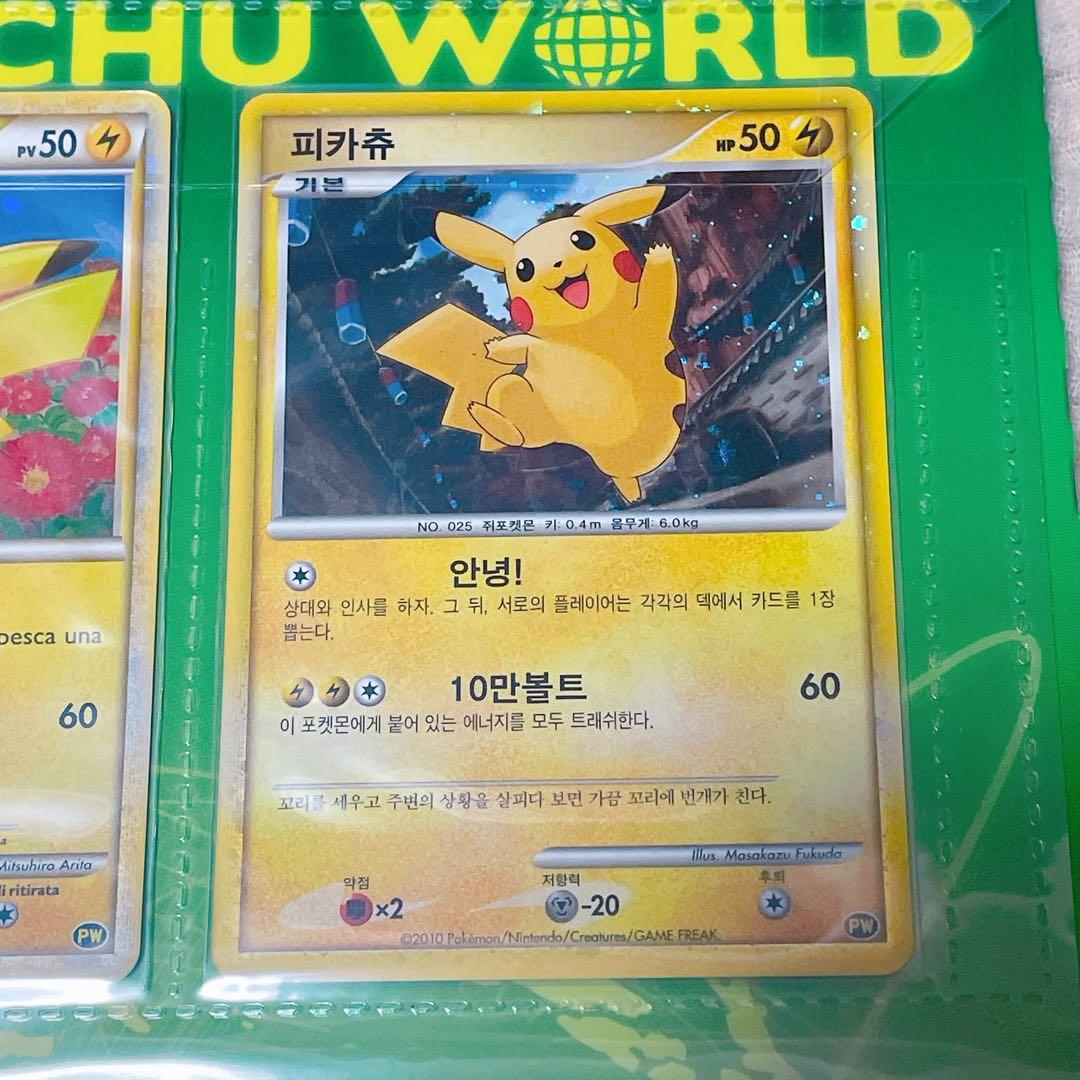 CHU WORLD
PV 50
pesca una
60
Mitsuhiro Arita
li ritirata
PW
피카츄
HP 50
기본
NO. 025 쥐포켓몬 키: 0.4m 몸무게: 6.0kg
안녕!
상대와 인사를 하자. 그 뒤, 서로의 플레이어는 각각의 덱에서 카드를 1장
뽑는다.
10만볼트 60
이 포켓몬에게 붙어 있는 에너지를 모두 트래쉬한다.
꼬리를 세우고 주변의 상황을 살피다 보면 가끔 꼬리에 번개가 친다.
Illus. Masakazu Fukuda
약점 저항력 후퇴
×2 -20
©2010 Pokémon/Nintendo/Creatures/GAME FREAK.
PW